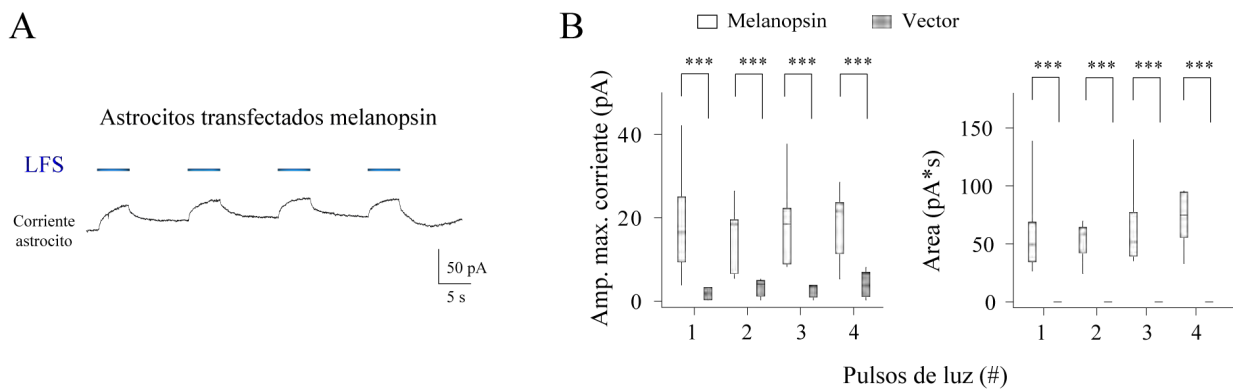 A
Astrocitos transfectados melanopsin
LFS
Corriente
astrocito
50 pA
5 s
B
Melanopsin
Vector
Amp. max. corriente (pA)
*** *** *** ***
40
20
0
1 2 3 4
Area (pA*s)
*** *** *** ***
150
100
50
0
1 2 3 4
Pulsos de luz (#)